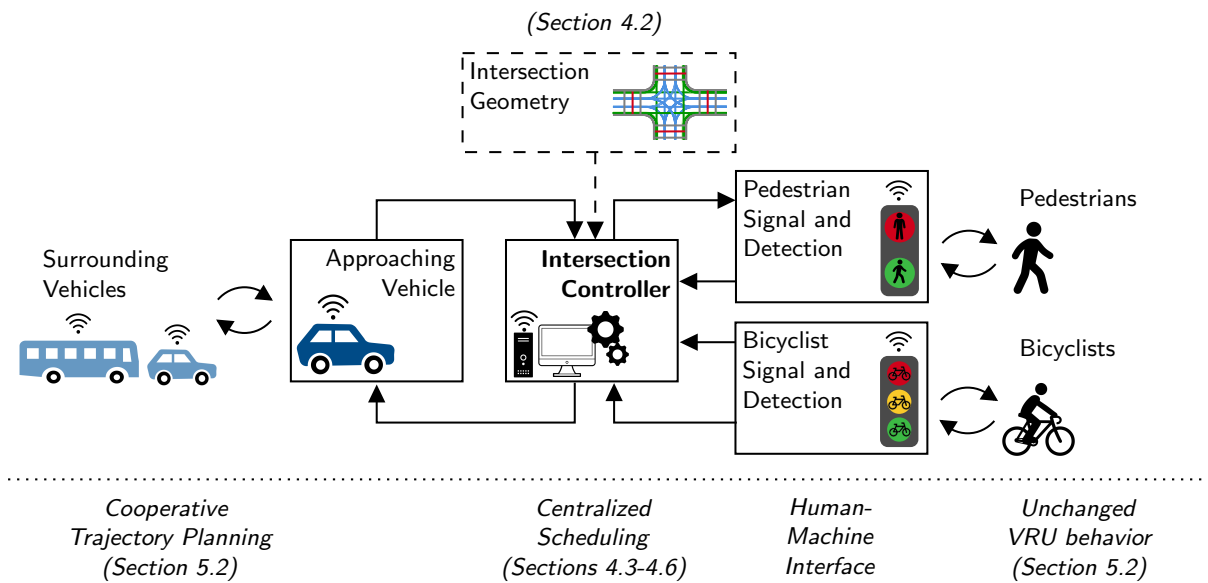 (Section 4.2)
Intersection
Geometry
Surrounding
Vehicles
Approaching
Vehicle
Intersection
Controller
Pedestrian
Signal and
Detection
Pedestrians
Bicyclist
Signal and
Detection
Bicyclists
Cooperative
Trajectory Planning
(Section 5.2)
Centralized
Scheduling
(Sections 4.3-4.6)
Human-
Machine
Interface
Unchanged
VRU behavior
(Section 5.2)